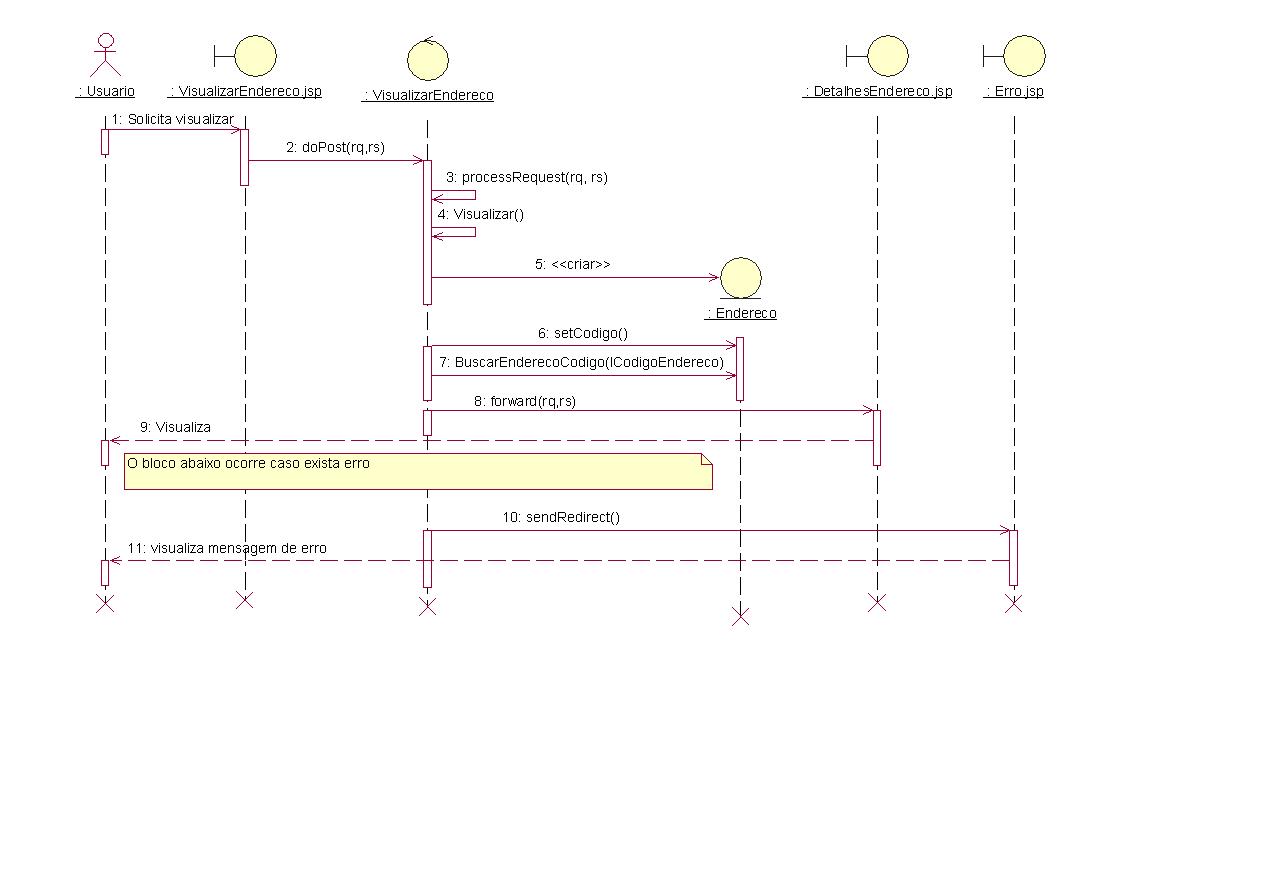 : Usuario
: VisualizarEndereco.jsp
: VisualizarEndereco
: DetalhesEndereco.jsp
: Erro.jsp
1: Solicita visualizar
2: doPost(rq,rs)
3: processRequest(rq, rs)
4: Visualizar()
5: <<criar>>
: Endereco
6: setCodigo()
7: BuscarEnderecoCodigo(lCodigoEndereco)
8: forward(rq,rs)
9: Visualiza
O bloco abaixo ocorre caso exista erro
10: sendRedirect()
11: visualiza mensagem de erro